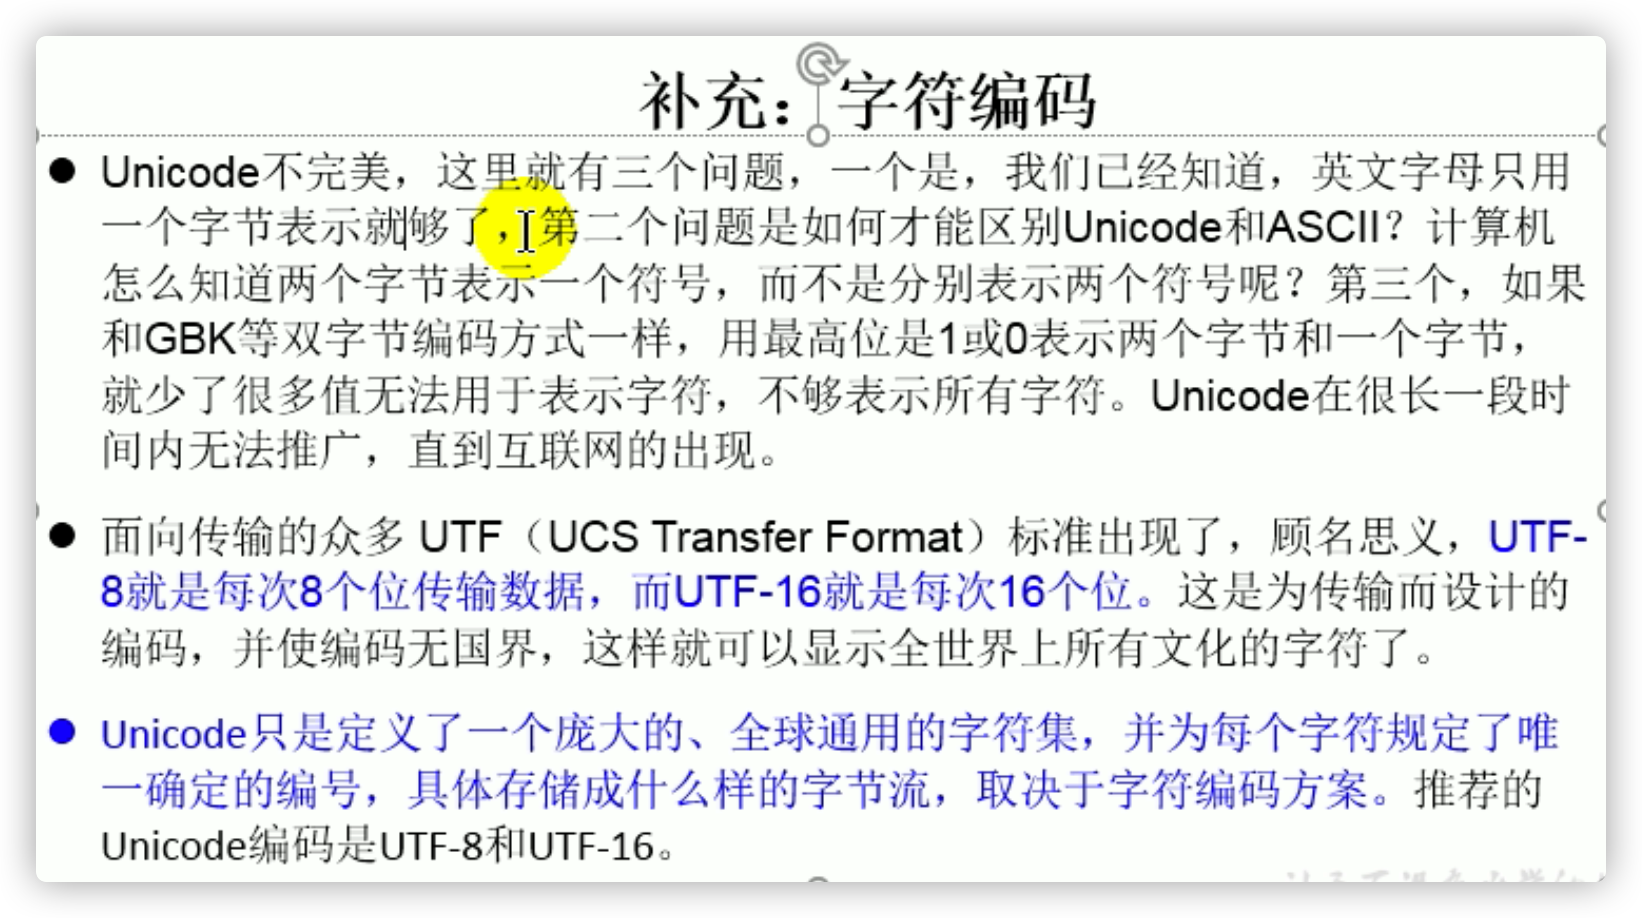 补充：字符编码
Unicode不完美，这里就有三个问题，一个是，我们已经知道，英文字母只用
一个字节表示就够了，第二个问题是如何才能区别Unicode和ASCII？计算机
怎么知道两个字节表示一个符号，而不是分别表示两个符号呢？第三个，如果
和GBK等双字节编码方式一样，用最高位是1或0表示两个字节和一个字节，
就少了很多值无法用于表示字符，不够表示所有字符。Unicode在很长一段时
间内无法推广，直到互联网的出现。
面向传输的众多 UTF（UCS Transfer Format）标准出现了，顾名思义，UTF-
8就是每次8个位传输数据，而UTF-16就是每次16个位。这是为传输而设计的
编码，并使编码无国界，这样就可以显示全世界上所有文化的字符了。
Unicode只是定义了一个庞大的、全球通用的字符集，并为每个字符规定了唯
一确定的编号，具体存储成什么样的字节流，取决于字符编码方案。推荐的
Unicode编码是UTF-8和UTF-16。